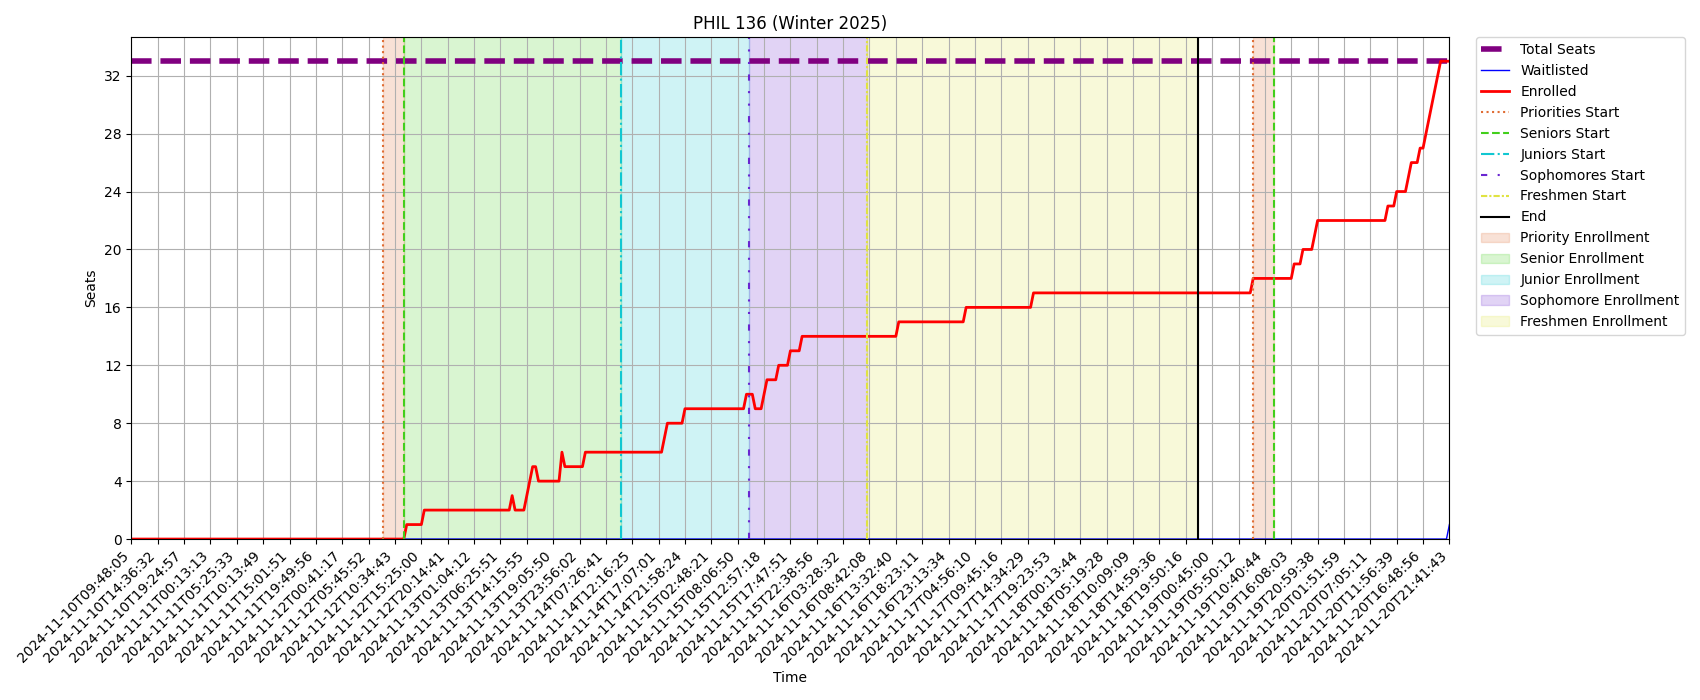 PHIL 136 (Winter 2025)
Seats
32
28
24
20
16
12
8
4
0
2024-11-10T09:48:05
2024-11-10T14:36:32
2024-11-10T19:24:57
2024-11-11T00:13:13
2024-11-11T05:25:33
2024-11-11T10:13:49
2024-11-11T15:01:51
2024-11-11T19:49:56
2024-11-12T00:41:17
2024-11-12T05:45:52
2024-11-12T10:34:43
2024-11-12T15:25:00
2024-11-12T20:14:41
2024-11-13T01:04:12
2024-11-13T06:25:51
2024-11-13T14:15:55
2024-11-13T19:05:50
2024-11-13T23:56:02
2024-11-14T07:26:41
2024-11-14T12:16:25
2024-11-14T17:07:01
2024-11-14T21:58:24
2024-11-15T02:48:21
2024-11-15T08:06:50
2024-11-15T12:57:18
2024-11-15T17:47:51
2024-11-15T22:38:56
2024-11-16T03:28:32
2024-11-16T08:42:08
2024-11-16T13:32:40
2024-11-16T18:23:11
2024-11-16T23:13:34
2024-11-17T04:56:10
2024-11-17T09:45:16
2024-11-17T14:34:29
2024-11-17T19:23:53
2024-11-18T00:13:44
2024-11-18T05:19:28
2024-11-18T10:09:09
2024-11-18T14:59:36
2024-11-18T19:50:16
2024-11-19T00:45:00
2024-11-19T05:50:12
2024-11-19T10:40:44
2024-11-19T16:08:03
2024-11-19T20:59:38
2024-11-20T01:51:59
2024-11-20T07:05:11
2024-11-20T11:56:39
2024-11-20T16:48:56
2024-11-20T21:41:43
Time
Total Seats
Waitlisted
Enrolled
Priorities Start
Seniors Start
Juniors Start
Sophomores Start
Freshmen Start
End
Priority Enrollment
Senior Enrollment
Junior Enrollment
Sophomore Enrollment
Freshmen Enrollment